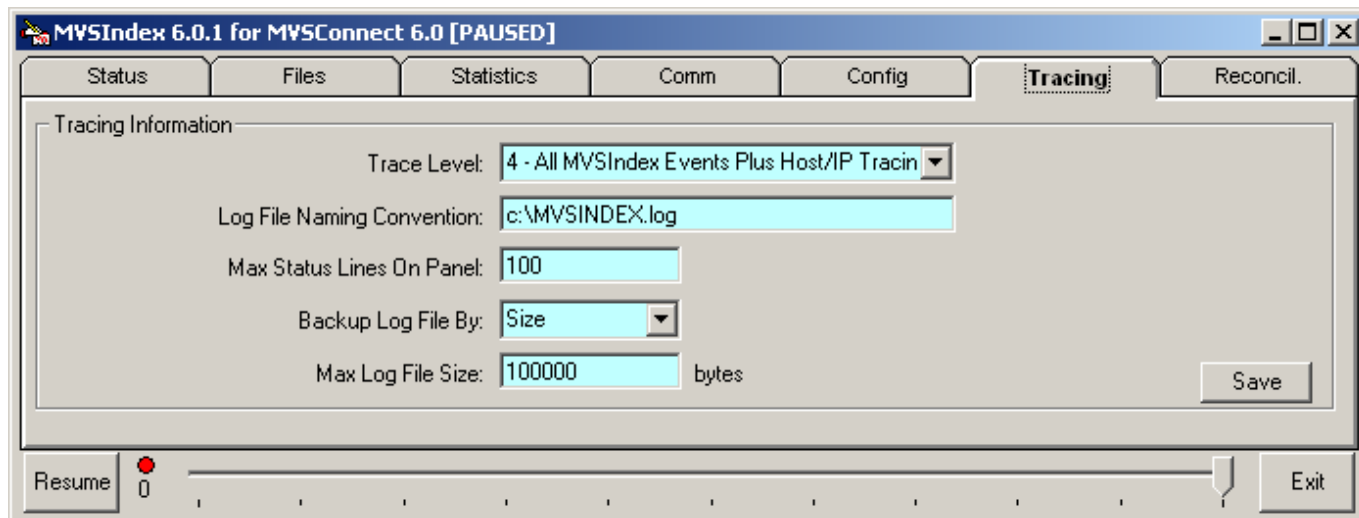 MVSIndex 6.0.1 for MVSConnect 6.0 [PAUSED]
Status Files Statistics Comm Config Tracing Reconcil.
Tracing Information
Trace Level: 4 - All MVSIndex Events Plus Host/IP Tracin
Log File Naming Convention: c:\MVSINDEX.log
Max Status Lines On Panel: 100
Backup Log File By: Size
Max Log File Size: 100000 bytes
Save
Resume 0 Exit